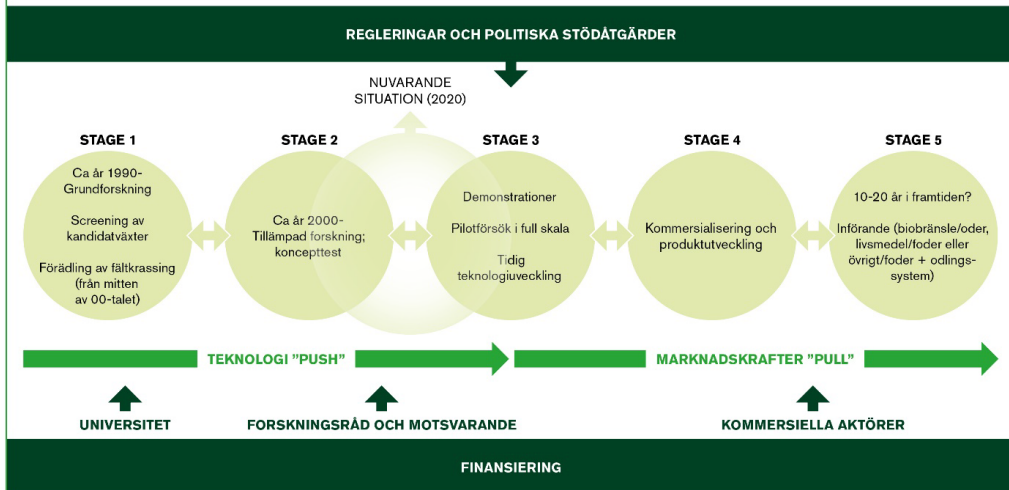 REGLERINGAR OCH POLITISKA STÖDÅTGÄRDER
NUVARANDE
SITUATION (2020)
STAGE 1
Ca år 1990-
Grundforskning
Screening av
kandidatväxter
Förädling av fältkrassing
(från mitten
av 00-talet)
STAGE 2
Ca år 2000-
Tillämpad forskning;
koncepttest
STAGE 3
Demonstrationer
Pilotförsök i full skala
Tidig
teknologiuveckling
STAGE 4
Kommersialisering och
produktutveckling
STAGE 5
10-20 år i framtiden?
Införande (biobränsle/oder,
livsmedel/foder eller
övrigt/foder + odlings-
system)
TEKNOLOGI ”PUSH”
MARKNADSKRAFTER ”PULL”
UNIVERSITET
FORSKNINGSRÅD OCH MOTSVARANDE
KOMMERSIELLA AKTÖRER
FINANSIERING